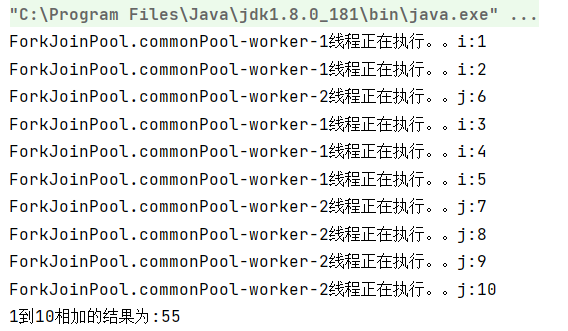 "C:\Program Files\Java\jdk1.8.0_181\bin\java.exe" ...
ForkJoinPool.commonPool-worker-1线程正在执行。。i:1
ForkJoinPool.commonPool-worker-1线程正在执行。。i:2
ForkJoinPool.commonPool-worker-2线程正在执行。。j:6
ForkJoinPool.commonPool-worker-1线程正在执行。。i:3
ForkJoinPool.commonPool-worker-1线程正在执行。。i:4
ForkJoinPool.commonPool-worker-1线程正在执行。。i:5
ForkJoinPool.commonPool-worker-2线程正在执行。。j:7
ForkJoinPool.commonPool-worker-2线程正在执行。。j:8
ForkJoinPool.commonPool-worker-2线程正在执行。。j:9
ForkJoinPool.commonPool-worker-2线程正在执行。。j:10
1到10相加的结果为:55